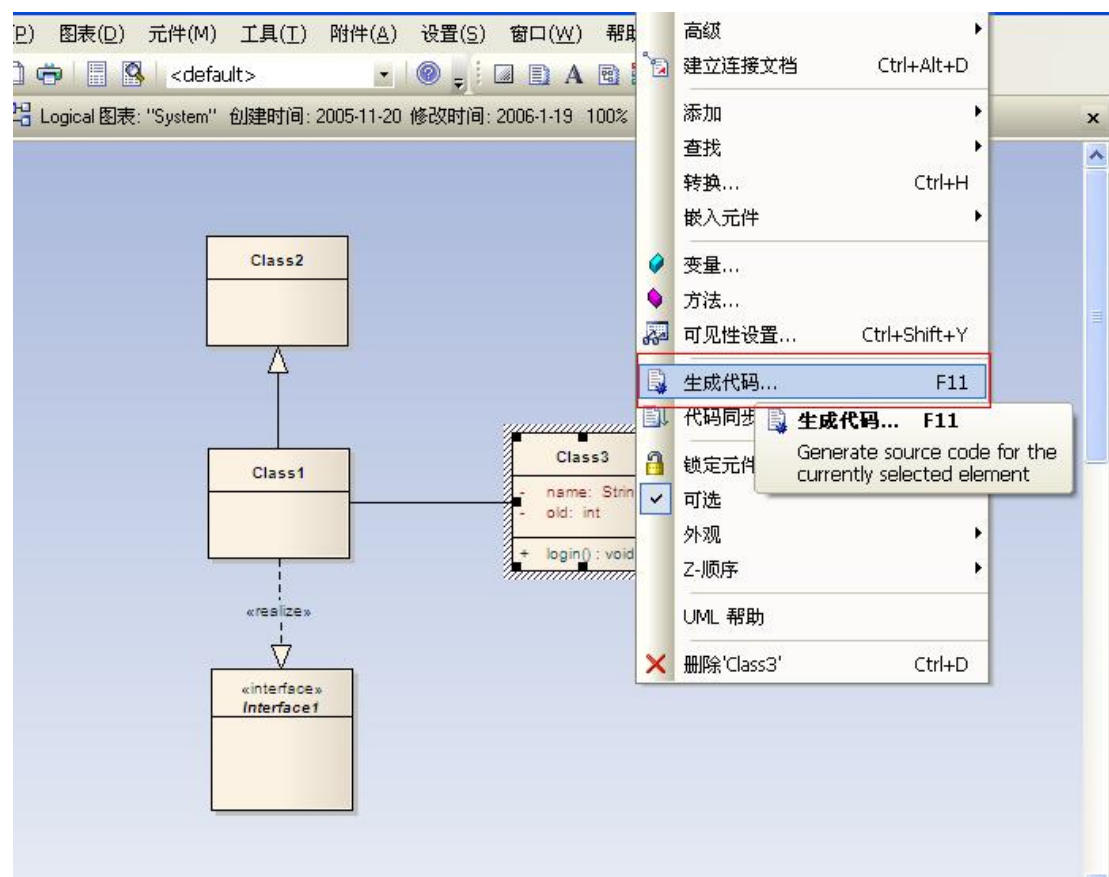 P) 图表(D) 元件(M) 工具(T) 附件(A) 设置(S) 窗口(W)
<default>
Logical 图表: "System" 创建时间: 2005-11-20 修改时间: 2006-1-19 100%
高级
建立连接文档 Ctrl+Alt+D
添加
查找
转换... Ctrl+H
嵌入元件
变量...
方法...
可见性设置... Ctrl+Shift+Y
生成代码... F11
代码同步
生成代码... F11
Generate source code for the
currently selected element
锁定元件
可选
外观
Z-顺序
UML 帮助
删除'Class3' Ctrl+D
Class2
Class1
Class3
- name: Strin
- old: int
+ login() : void
«realize»
«interface»
Interface1